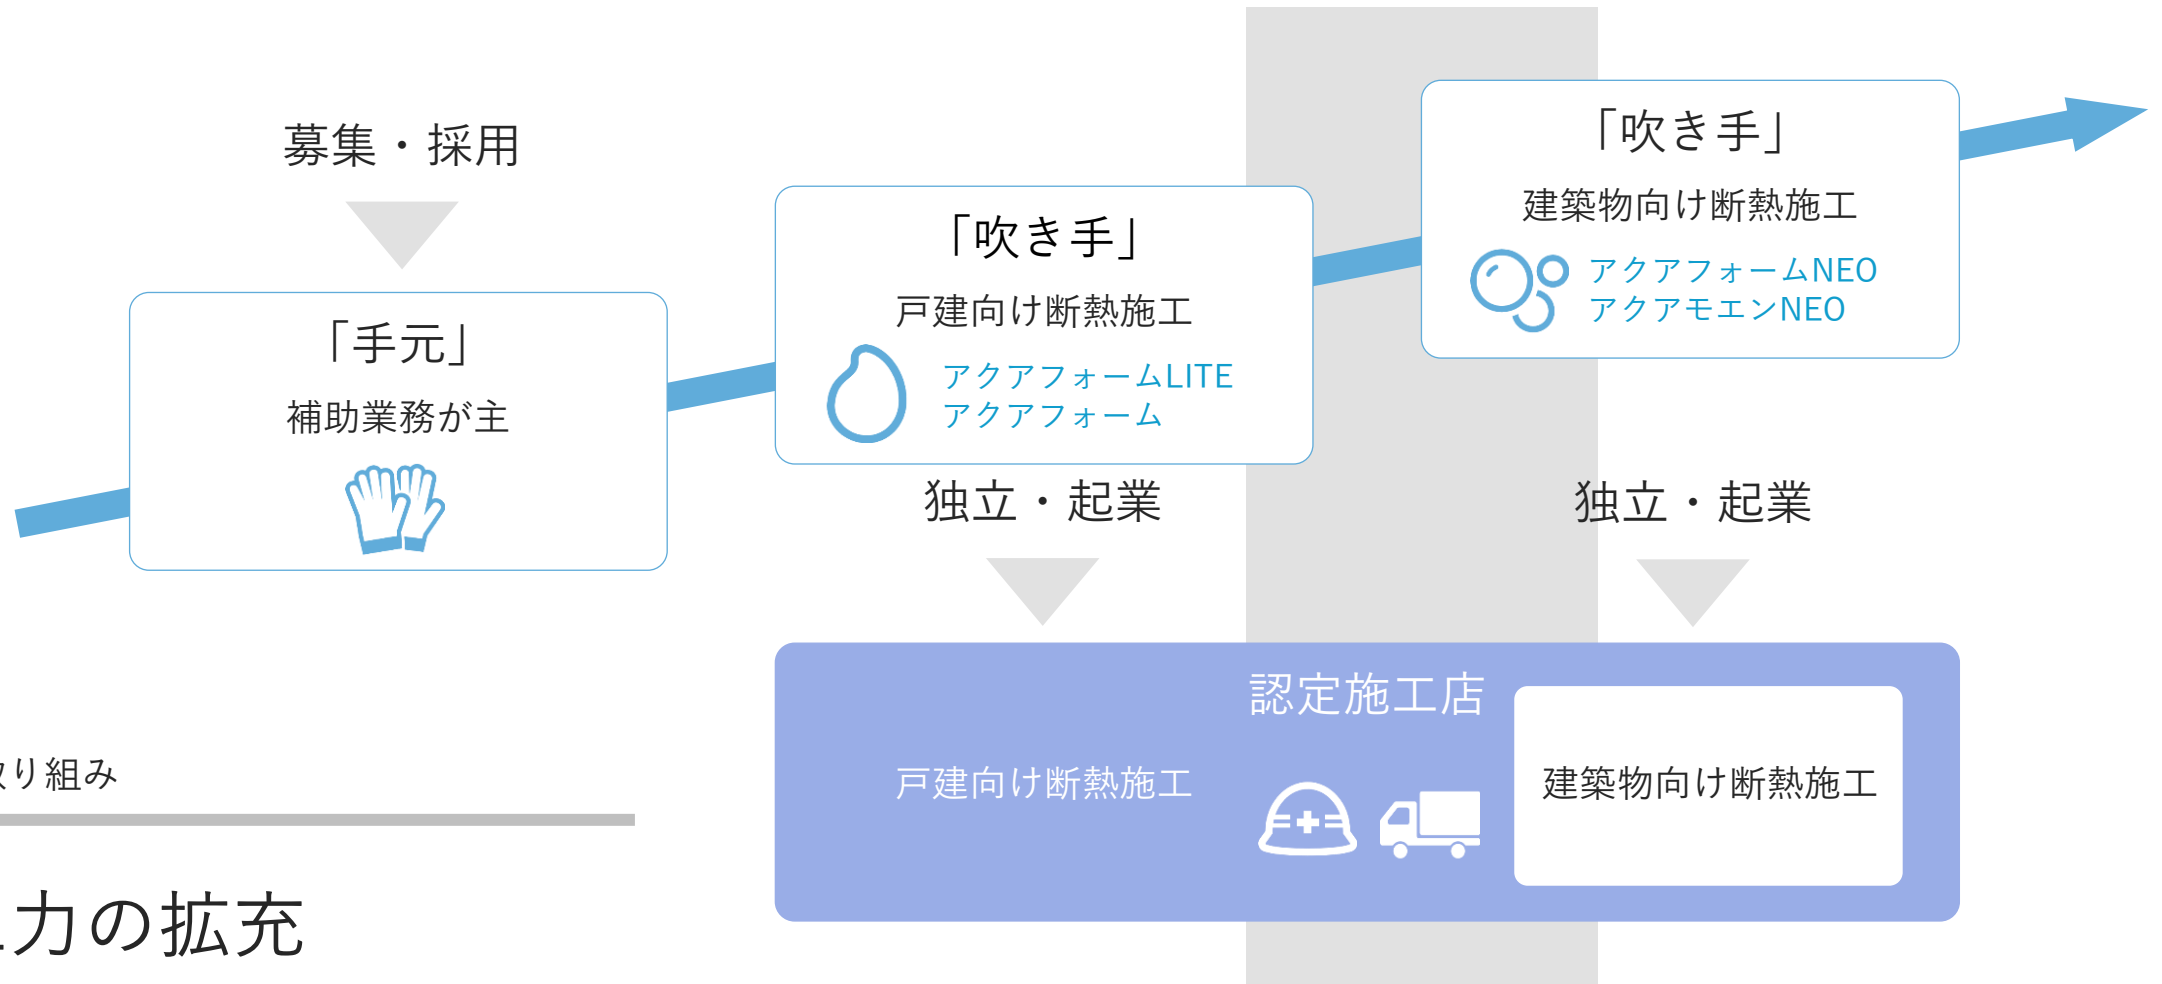 募集・採用
「手元」
補助業務が主
「吹き手」
戸建向け断熱施工
アクアフォームLITE
アクアフォーム
「吹き手」
建築物向け断熱施工
アクアフォームNEO
アクアモエンNEO
独立・起業
独立・起業
認定施工店
戸建向け断熱施工
建築物向け断熱施工
り組み
力の拡充